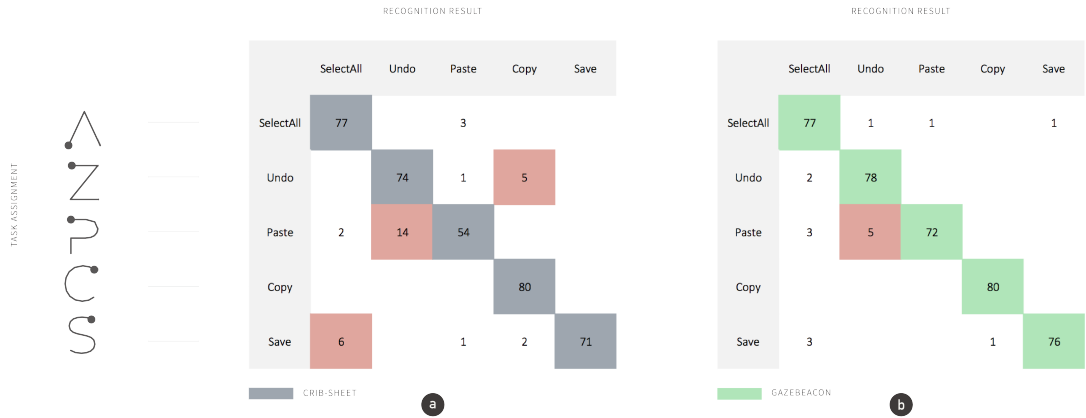 RECOGNITION RESULT
RECOGNITION RESULT
SelectAll Undo Paste Copy Save
SelectAll Undo Paste Copy Save
TASK ASSIGNMENT
SelectAll 77 3
Undo 74 1 5
Paste 2 14 54
Copy 80
Save 6 1 2 71
SelectAll 77 1 1 1
Undo 2 78
Paste 3 5 72
Copy 80
Save 3 1 76
CRIB-SHEET
GAZEBEACON
a
b